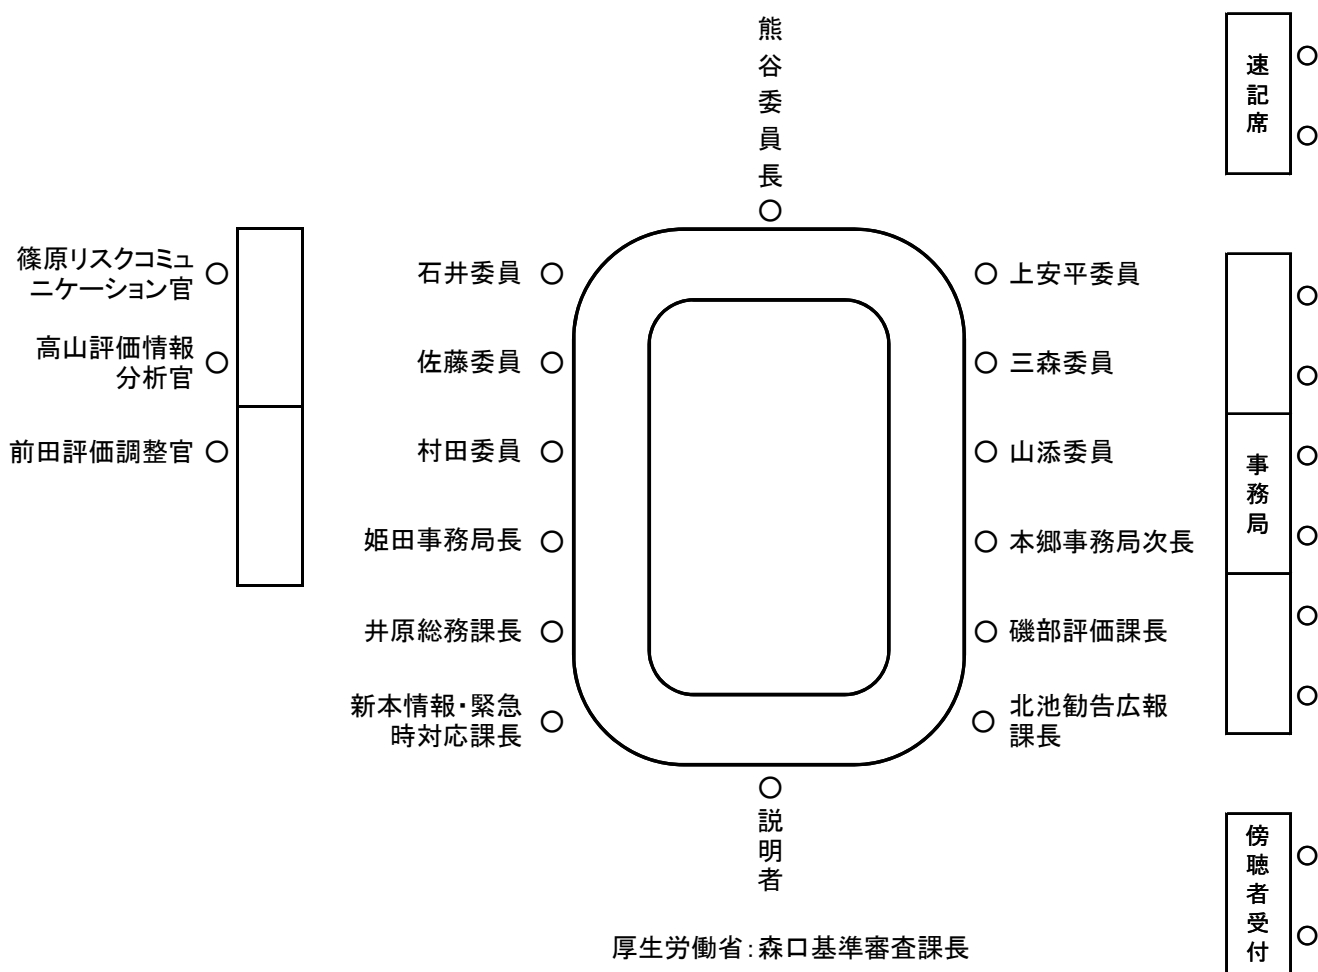 熊谷委員長
速記席
篠原リスクコミュ
ニケーション官
高山評価情報
分析官
前田評価調整官
石井委員
佐藤委員
村田委員
姫田事務局長
井原総務課長
新本情報・緊急
時対応課長
上安平委員
三森委員
山添委員
本郷事務局次長
磯部評価課長
北池勧告広報
課長
事務局
説明者
傍聴者受付
厚生労働省:森口基準審査課長